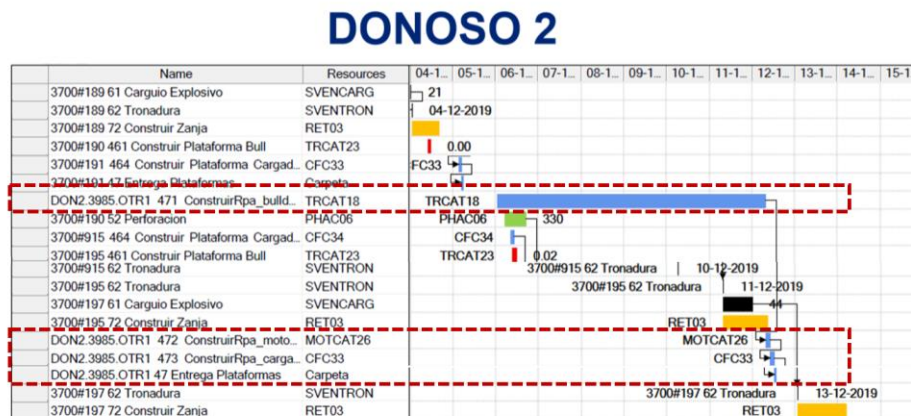 DONOSO 2
Name Resources 04-1... 05-1... 06-1... 07-1... 08-1... 09-1... 10-1... 11-1... 12-1... 13-1... 14-1... 15-1
3700#189 61 Carguio Explosivo SVENCARG 21
3700#189 62 Tronadura SVENTRON 04-12-2019
3700#189 72 Construir Zanja RET03
3700#190 461 Construir Plataforma Bull TRCAT23 0.00
3700#191 464 Construir Plataforma Cargad... CFC33 CFC33
3700#191 47 Entrega Plataformas Carpeta
DON2.3985.OTR1 471 ConstruirRpa_bulld... TRCAT18 TRCAT18
3700#190 52 Perforacion PHAC06 PHAC06 330
3700#915 464 Construir Plataforma Cargad... CFC34 CFC34
3700#195 461 Construir Plataforma Bull TRCAT23 TRCAT23 0.02
3700#915 62 Tronadura SVENTRON 3700#915 62 Tronadura 10-12-2019
3700#195 62 Tronadura SVENTRON 3700#195 62 Tronadura 11-12-2019
3700#197 61 Carguio Explosivo SVENCARG 44
3700#195 72 Construir Zanja RET03 RET03
DON2.3985.OTR1 472 ConstruirRpa_moto... MOTCAT26 MOTCAT26
DON2.3985.OTR1 473 ConstruirRpa_carga... CFC33 CFC33
DON2.3985.OTR1 47 Entrega Plataformas Carpeta
3700#197 62 Tronadura SVENTRON 3700#197 62 Tronadura 13-12-2019
3700#197 72 Construir Zanja RET03 RET03